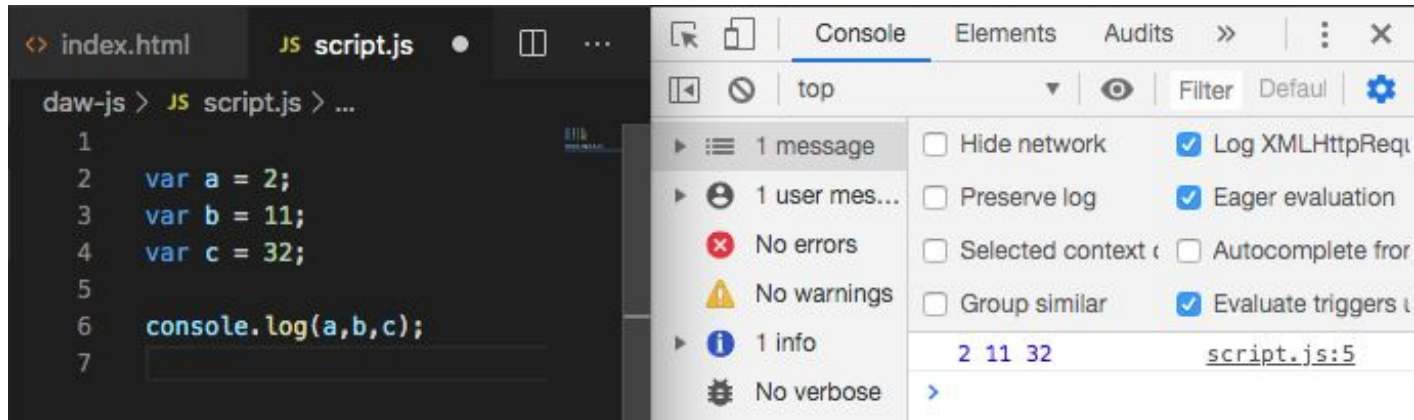 <> index.html JS script.js ● ...
daw-js > JS script.js > ...
1
2 var a = 2;
3 var b = 11;
4 var c = 32;
5
6 console.log(a,b,c);
7
Console Elements Audits »
top Filter Defaul
1 message
1 user mes...
No errors
No warnings
1 info
No verbose
Hide network Log XMLHttpRequ
Preserve log Eager evaluation
Selected context Autocomplete fror
Group similar Evaluate triggers u
2 11 32 script.js:5
>